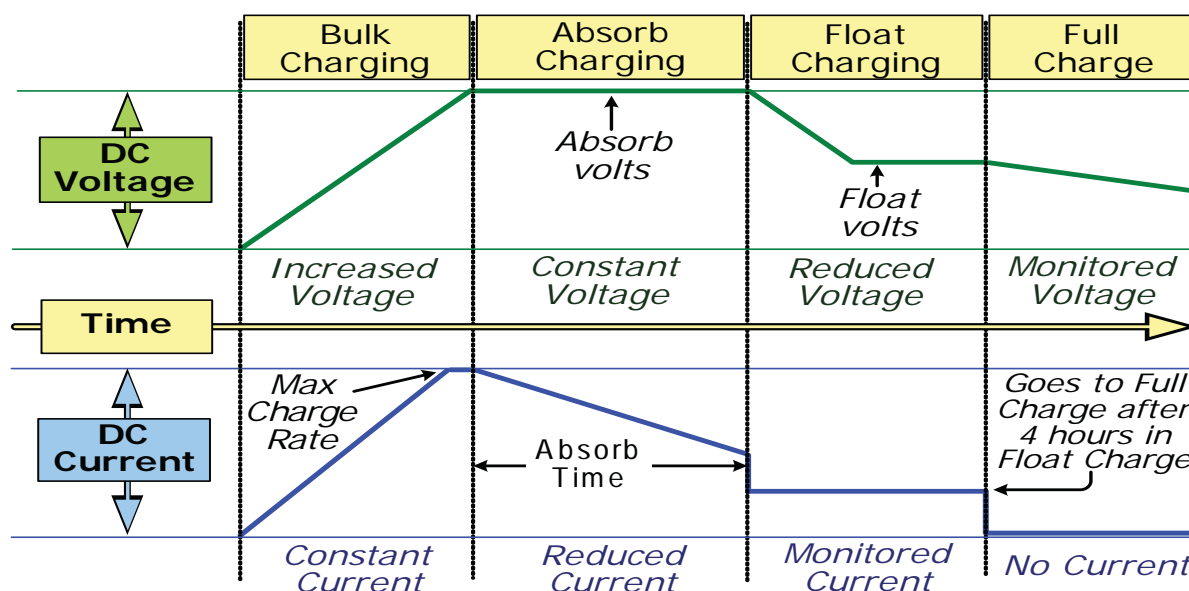 Bulk
Charging
Absorb
Charging
Float
Charging
Full
Charge
DC
Voltage
Absorb
volts
Float
volts
Increased
Voltage
Constant
Voltage
Reduced
Voltage
Monitored
Voltage
Time
DC
Current
Max
Charge
Rate
Absorb
Time
Goes to Full
Charge after
4 hours in
Float Charge
Constant
Current
Reduced
Current
Monitored
Current
No Current